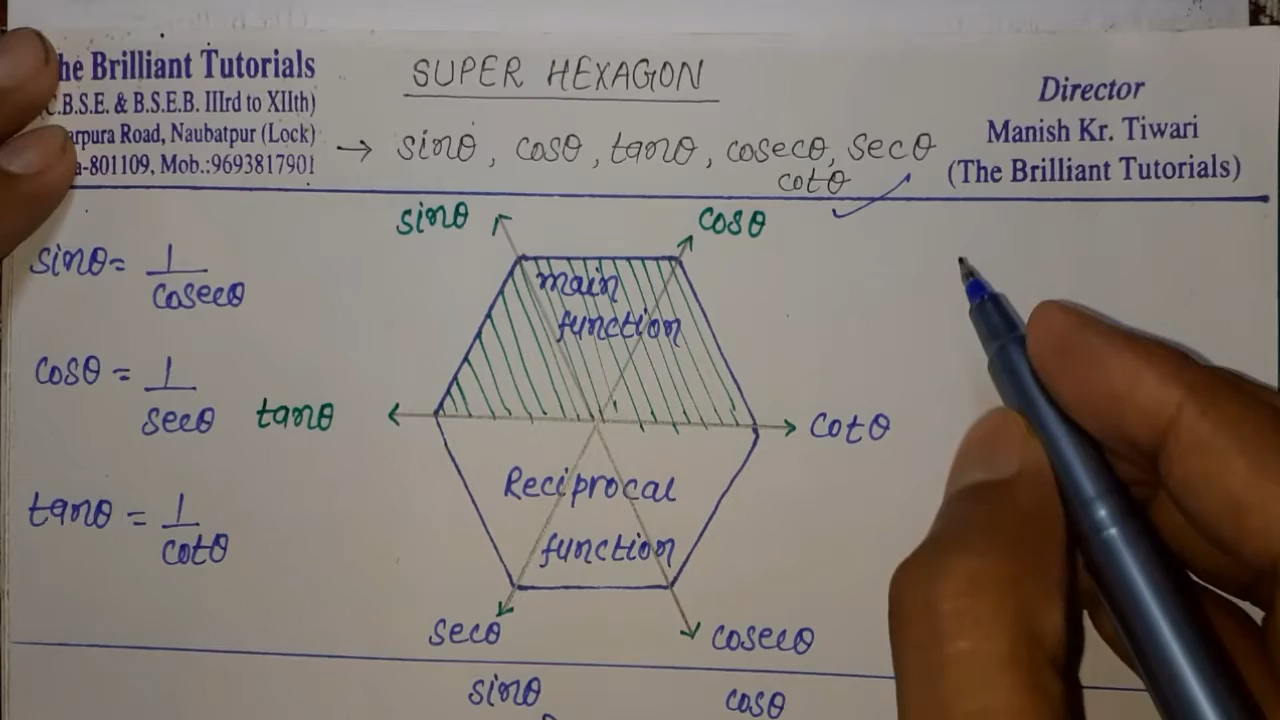 The Brilliant Tutorials
C.B.S.E. & B.S.E.B. IIIrd to XIIth)
Road, Naubatpur (Lock)
-801109, Mob.:9693817901
SUPER HEXAGON
→ sinθ, cosθ, tanθ, cosecθ, secθ
cotθ
Director
Manish Kr. Tiwari
(The Brilliant Tutorials)
sinθ = 1/cosecθ
cosθ = 1/secθ
tanθ = 1/cotθ
sinθ
cosθ
main
function
tanθ
cotθ
Reciprocal
function
secθ
cosecθ
sinθ
cosθ